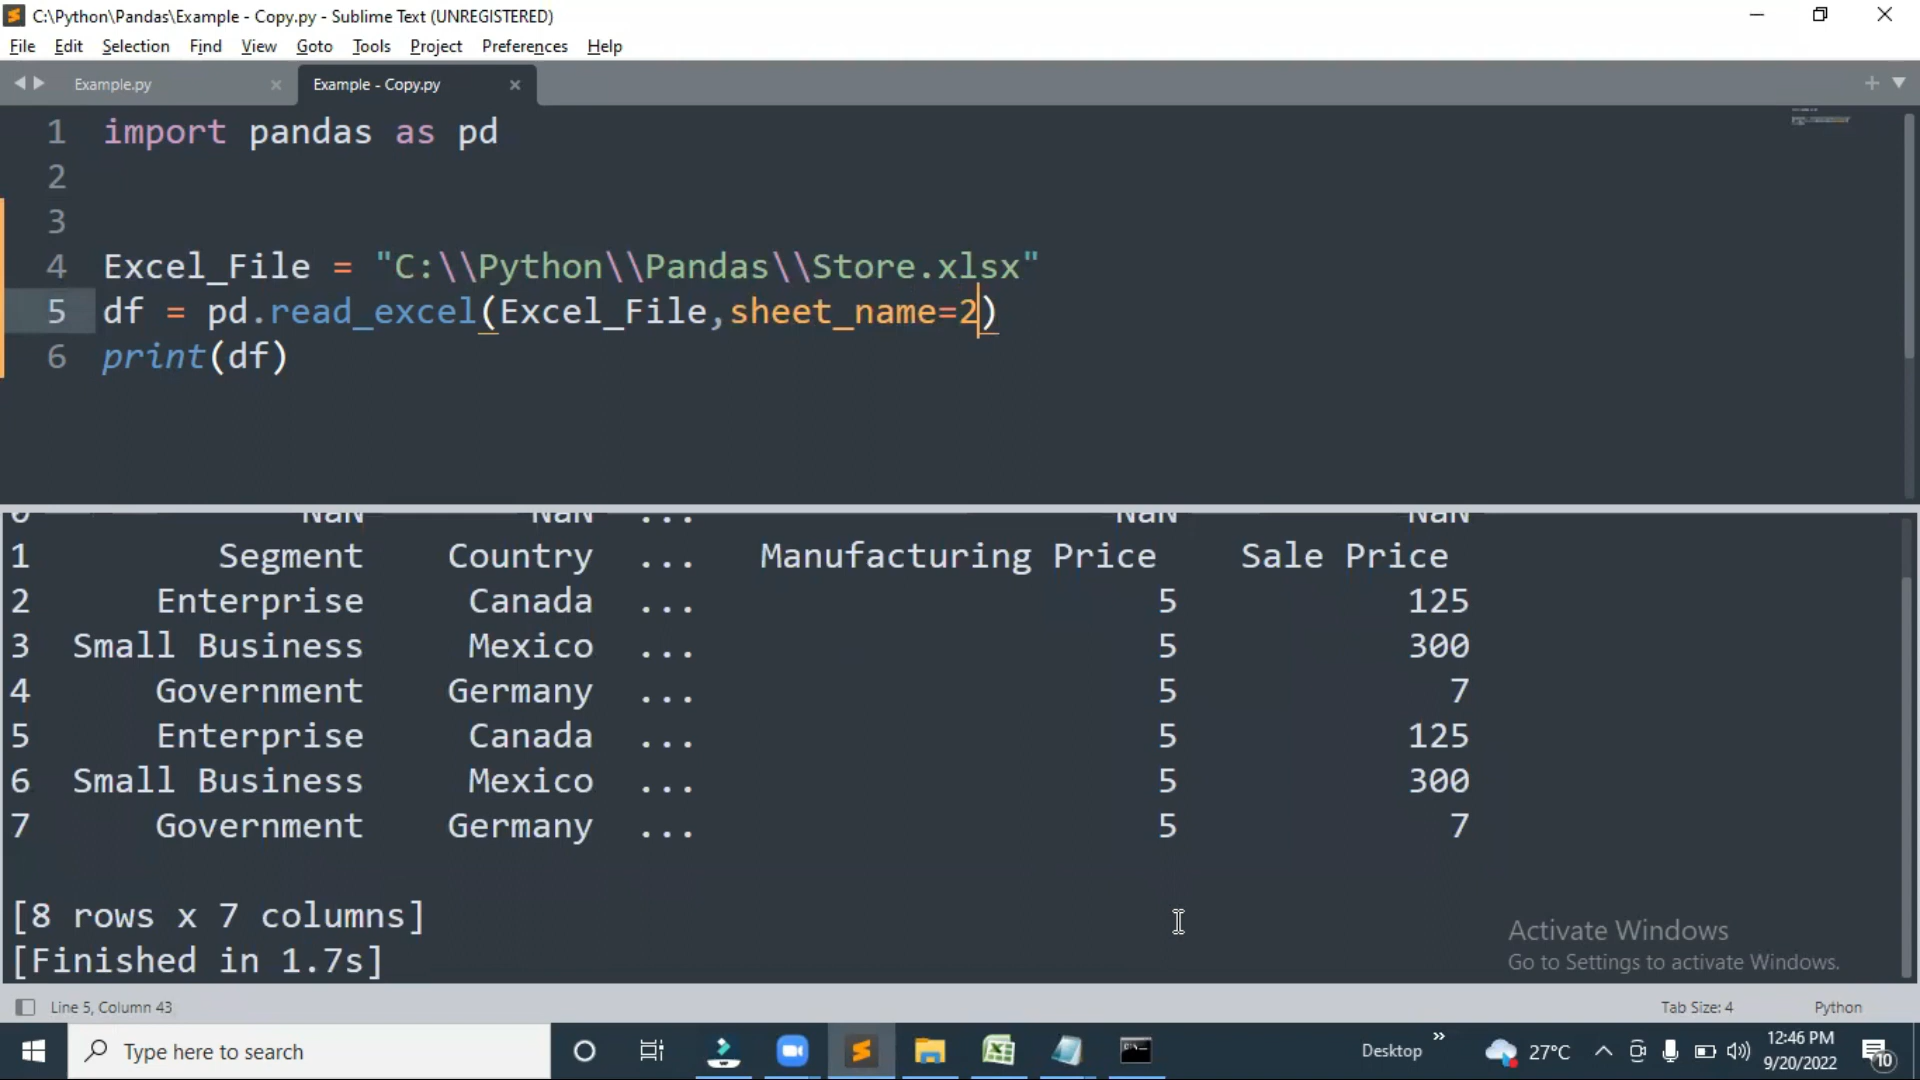 C:\Python\Pandas\Example - Copy.py - Sublime Text (UNREGISTERED)
File Edit Selection Find View Goto Tools Project Preferences Help
Example.py × Example - Copy.py ×
1 import pandas as pd
2
3
4 Excel_File = "C:\\Python\\Pandas\\Store.xlsx"
5 df = pd.read_excel(Excel_File,sheet_name=2)
6 print(df)
0 NaN NaN ... NaN NaN
1 Segment Country ... Manufacturing Price Sale Price
2 Enterprise Canada ... 5 125
3 Small Business Mexico ... 5 300
4 Government Germany ... 5 7
5 Enterprise Canada ... 5 125
6 Small Business Mexico ... 5 300
7 Government Germany ... 5 7
[8 rows x 7 columns]
[Finished in 1.7s]
Activate Windows
Go to Settings to activate Windows.
Line 5, Column 43 Tab Size: 4 Python
Type here to search Desktop » 27°C 12:46 PM
9/20/2022 10